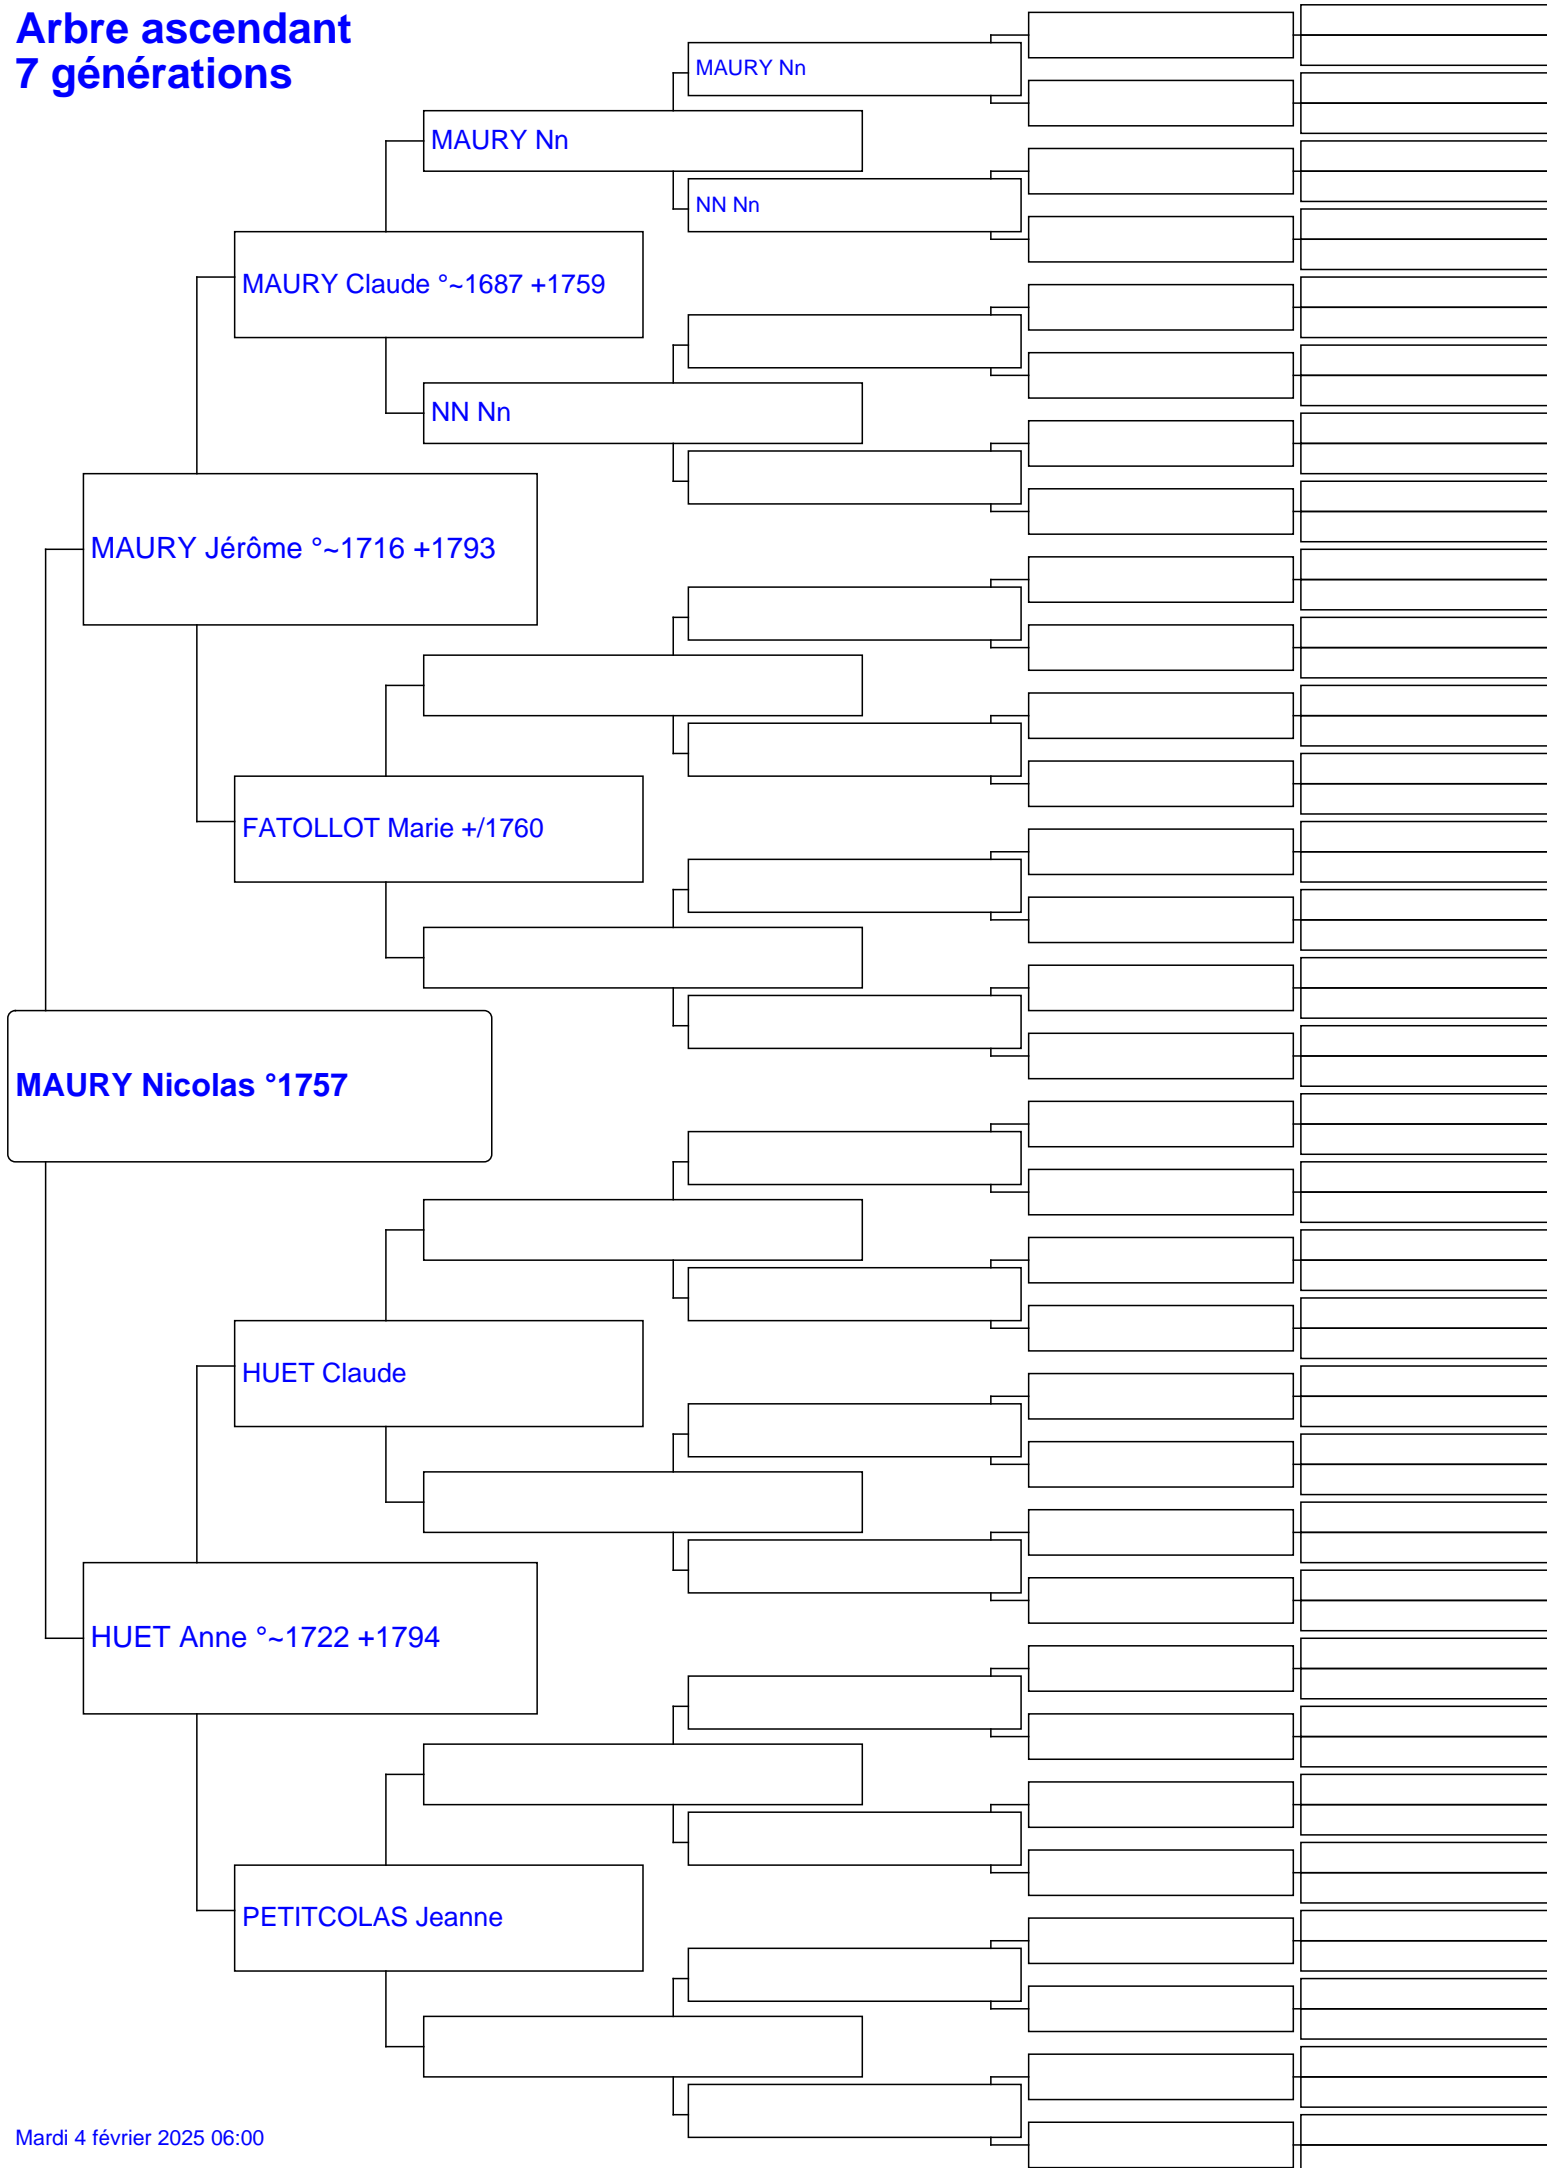 Arbre ascendant
7 générations
MAURY Nn
MAURY Nn
NN Nn
MAURY Claude °~1687 +1759
NN Nn
MAURY Jérôme °~1716 +1793
FATOLLOT Marie +/1760
MAURY Nicolas °1757
HUET Claude
HUET Anne °~1722 +1794
PETITCOLAS Jeanne
Mardi 4 février 2025 06:00